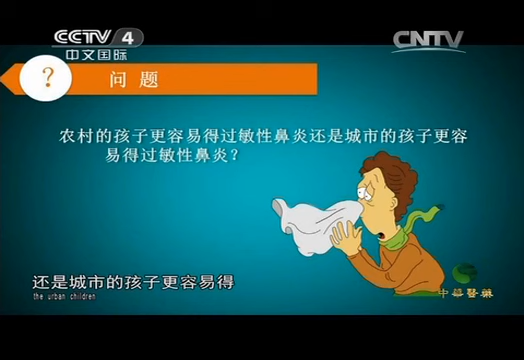 CCTV 4
中文国际
CNTV
?
问 题
农村的孩子更容易得过敏性鼻炎还是城市的孩子更容
易得过敏性鼻炎？
还是城市的孩子更容易得
the urban children
中华醫藥